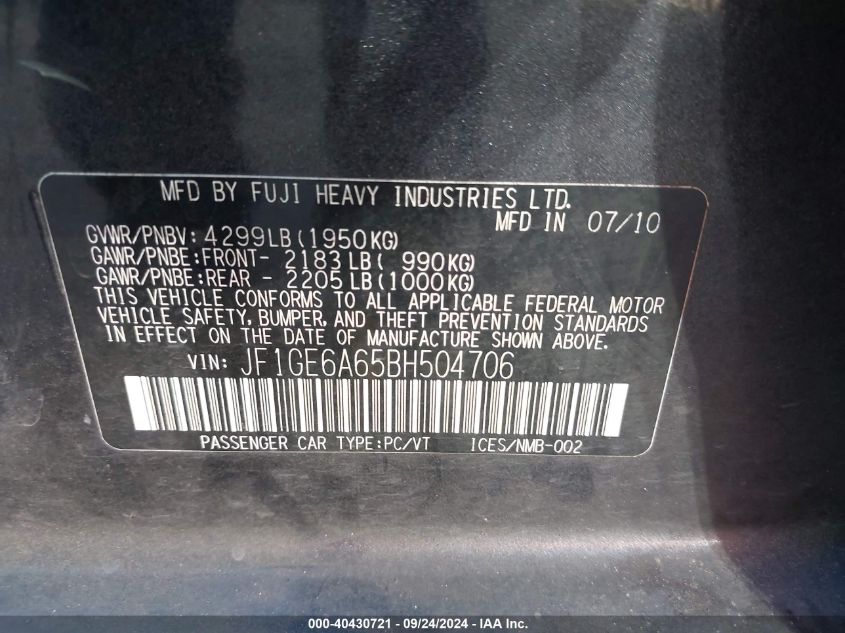 MFD BY FUJI HEAVY INDUSTRIES LTD.
MFD IN 07/10
GVWR/PNBV: 4299LB(1950KG)
GAWR/PNBE:FRONT- 2183LB( 990KG)
GAWR/PNBE:REAR - 2205LB(1000KG)
THIS VEHICLE CONFORMS TO ALL APPLICABLE FEDERAL MOTOR
VEHICLE SAFETY, BUMPER, AND THEFT PREVENTION STANDARDS
IN EFFECT ON THE DATE OF MANUFACTURE SHOWN ABOVE.
VIN: JF1GE6A65BH504706
PASSENGER CAR TYPE:PC/VT ICES/NMB-002
000-40430721 - 09/24/2024 - IAA Inc.